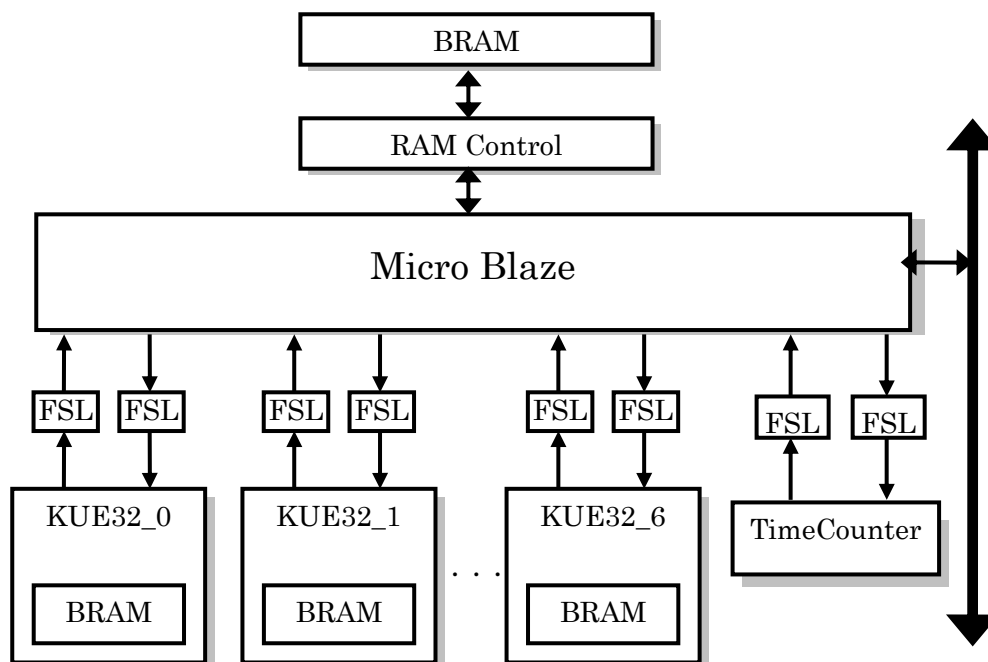 BRAM
RAM Control
Micro Blaze
FSL FSL FSL FSL FSL FSL FSL FSL
KUE32_0 KUE32_1 KUE32_6 TimeCounter
. . .
BRAM BRAM BRAM